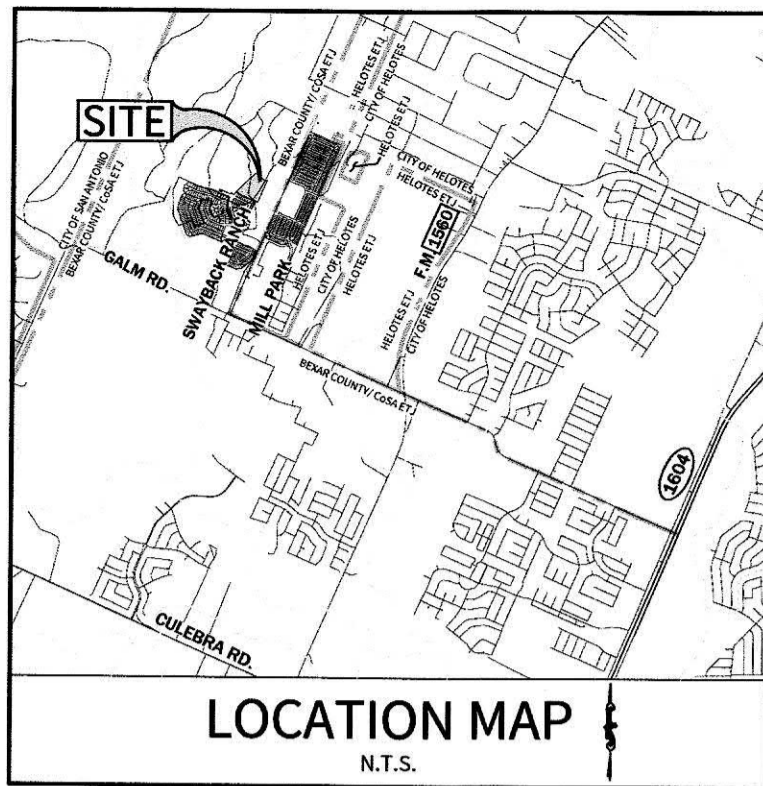 SITE
BEXAR COUNTY/ COSA ETJ
HELOTES ETJ
CITY OF HELOTES
HELOTES ETJ
CITY OF HELOTES
HELOTES ETJ
F.M. 1560
CITY OF SAN ANTONIO
BEXAR COUNTY/ CoSA ETJ
GALM RD.
SWAYBACK RANCH
MILL PARK
HELOTES ETJ
CITY OF HELOTES
HELOTES ETJ
HELOTES ETJ
CITY OF HELOTES
BEXAR COUNTY/ CoSA ETJ
1604
CULEBRA RD.
LOCATION MAP
N.T.S.